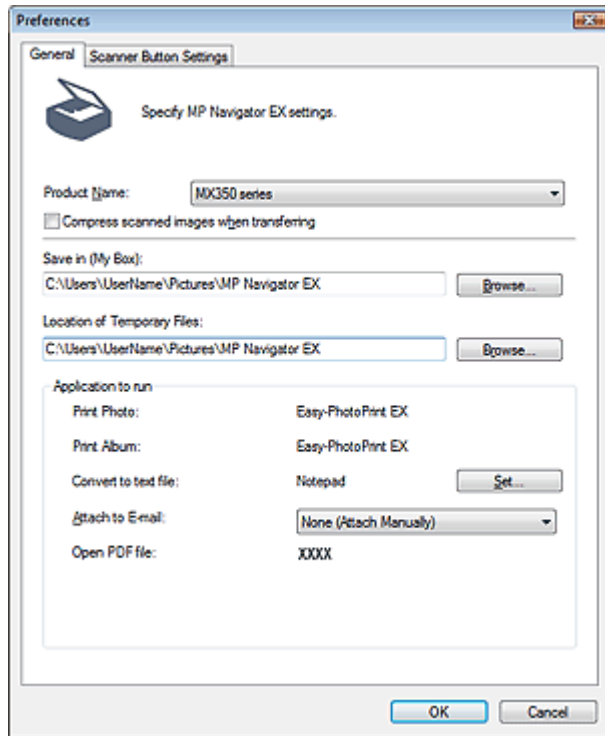 Preferences
General Scanner Button Settings
Specify MP Navigator EX settings.
Product Name: MX350 series
Compress scanned images when transferring
Save in (My Box):
C:\Users\UserName\Pictures\MP Navigator EX Browse...
Location of Temporary Files:
C:\Users\UserName\Pictures\MP Navigator EX Browse...
Application to run
Print Photo: Easy-PhotoPrint EX
Print Album: Easy-PhotoPrint EX
Convert to text file: Notepad Set...
Attach to E-mail: None (Attach Manually)
Open PDF file: XXXX
OK Cancel